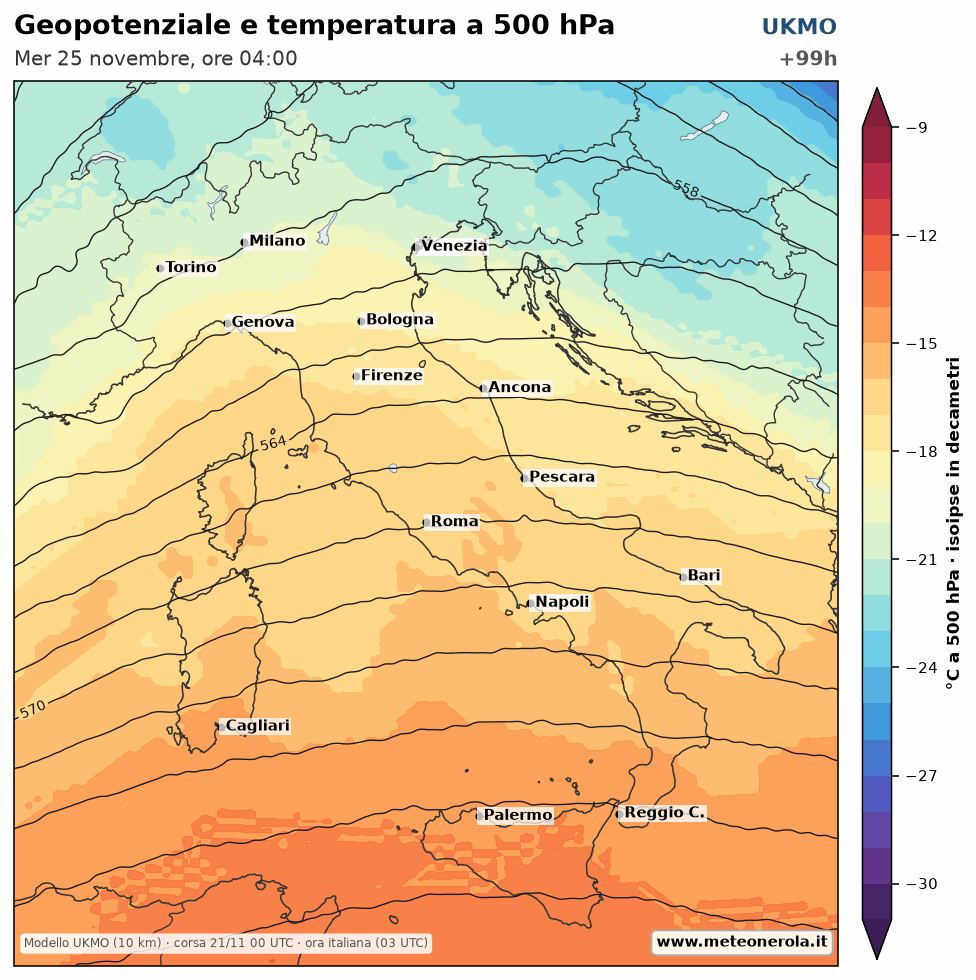 Geopotenziale e temperatura a 500 hPa
UKMO
Mer 25 novembre, ore 04:00
+99h
558
Milano
Venezia
Torino
Genova
Bologna
Firenze
Ancona
564
Pescara
Roma
Bari
Napoli
570
Cagliari
Palermo
Reggio C.
Modello UKMO (10 km) · corsa 21/11 00 UTC · ora italiana (03 UTC)
www.meteonerola.it
−9
−12
−15
−18
−21
−24
−27
−30
°C a 500 hPa · isoipse in decametri